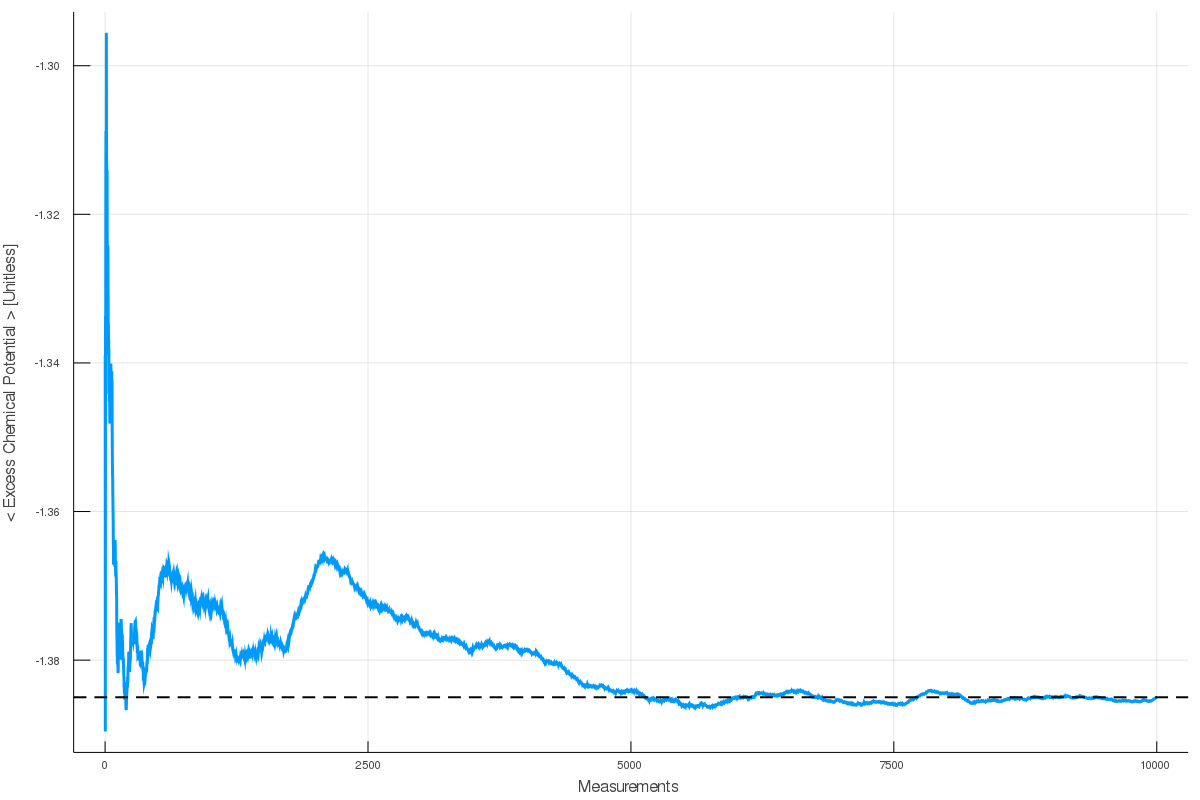 < Excess Chemical Potential > [Unitless]
-1.30
-1.32
-1.34
-1.36
-1.38
0 2500 5000 7500 10000
Measurements